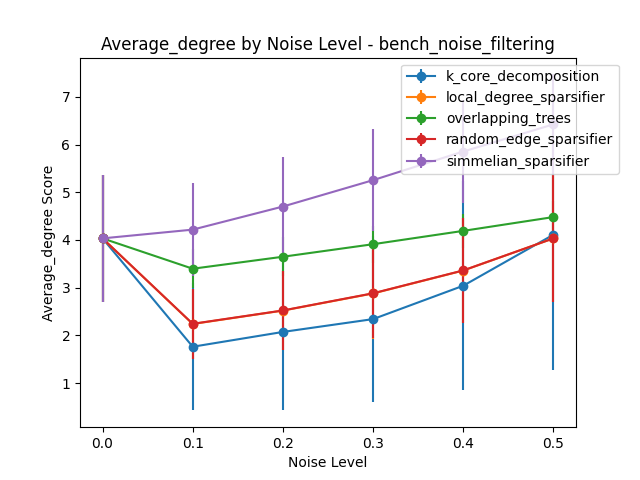 Average_degree by Noise Level - bench_noise_filtering
k_core_decomposition
local_degree_sparsifier
overlapping_trees
random_edge_sparsifier
simmelian_sparsifier
Average_degree Score
7
6
5
4
3
2
1
0.0 0.1 0.2 0.3 0.4 0.5
Noise Level